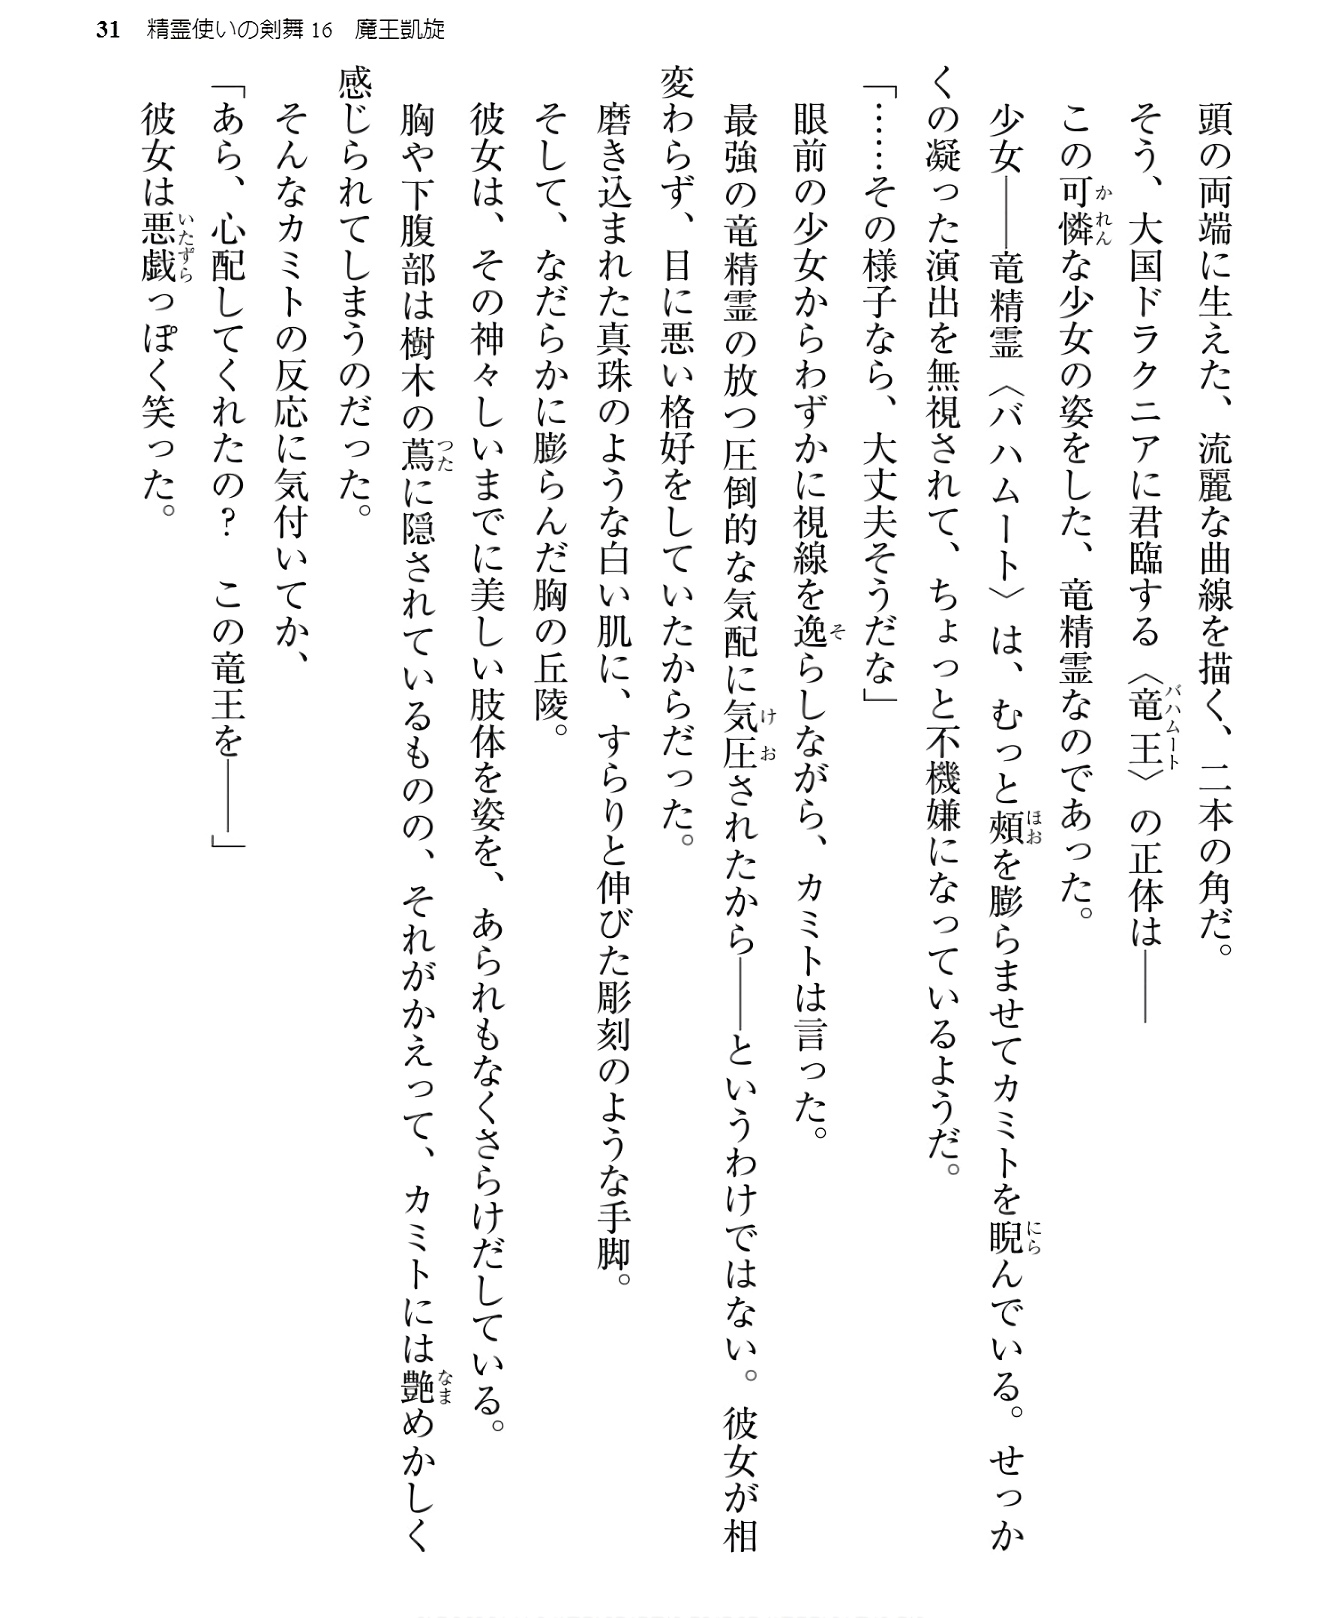 31 精霊使いの剣舞16 魔王凱旋
頭の両端に生えた、流麗な曲線を描く、二本の角だ。
そう、大国ドラクニアに君臨する〈竜王〉の正体は――
この可憐な少女の姿をした、竜精霊なのであった。
少女――竜精霊〈バハムート〉は、むっと頰を膨らませてカミトを睨んでいる。せっか
くの凝った演出を無視されて、ちょっと不機嫌になっているようだ。
「……その様子なら、大丈夫そうだな」
眼前の少女からわずかに視線を逸らしながら、カミトは言った。
最強の竜精霊の放つ圧倒的な気配に気圧されたから――というわけではない。彼女が相
変わらず、目に悪い格好をしていたからだった。
磨き込まれた真珠のような白い肌に、すらりと伸びた彫刻のような手脚。
そして、なだらかに膨らんだ胸の丘陵。
彼女は、その神々しいまでに美しい肢体を姿を、あられもなくさらけだしている。
胸や下腹部は樹木の蔦に隠されているものの、それがかえって、カミトには艶めかしく
感じられてしまうのだった。
そんなカミトの反応に気付いてか、
「あら、心配してくれたの? この竜王を――」
彼女は悪戯っぽく笑った。